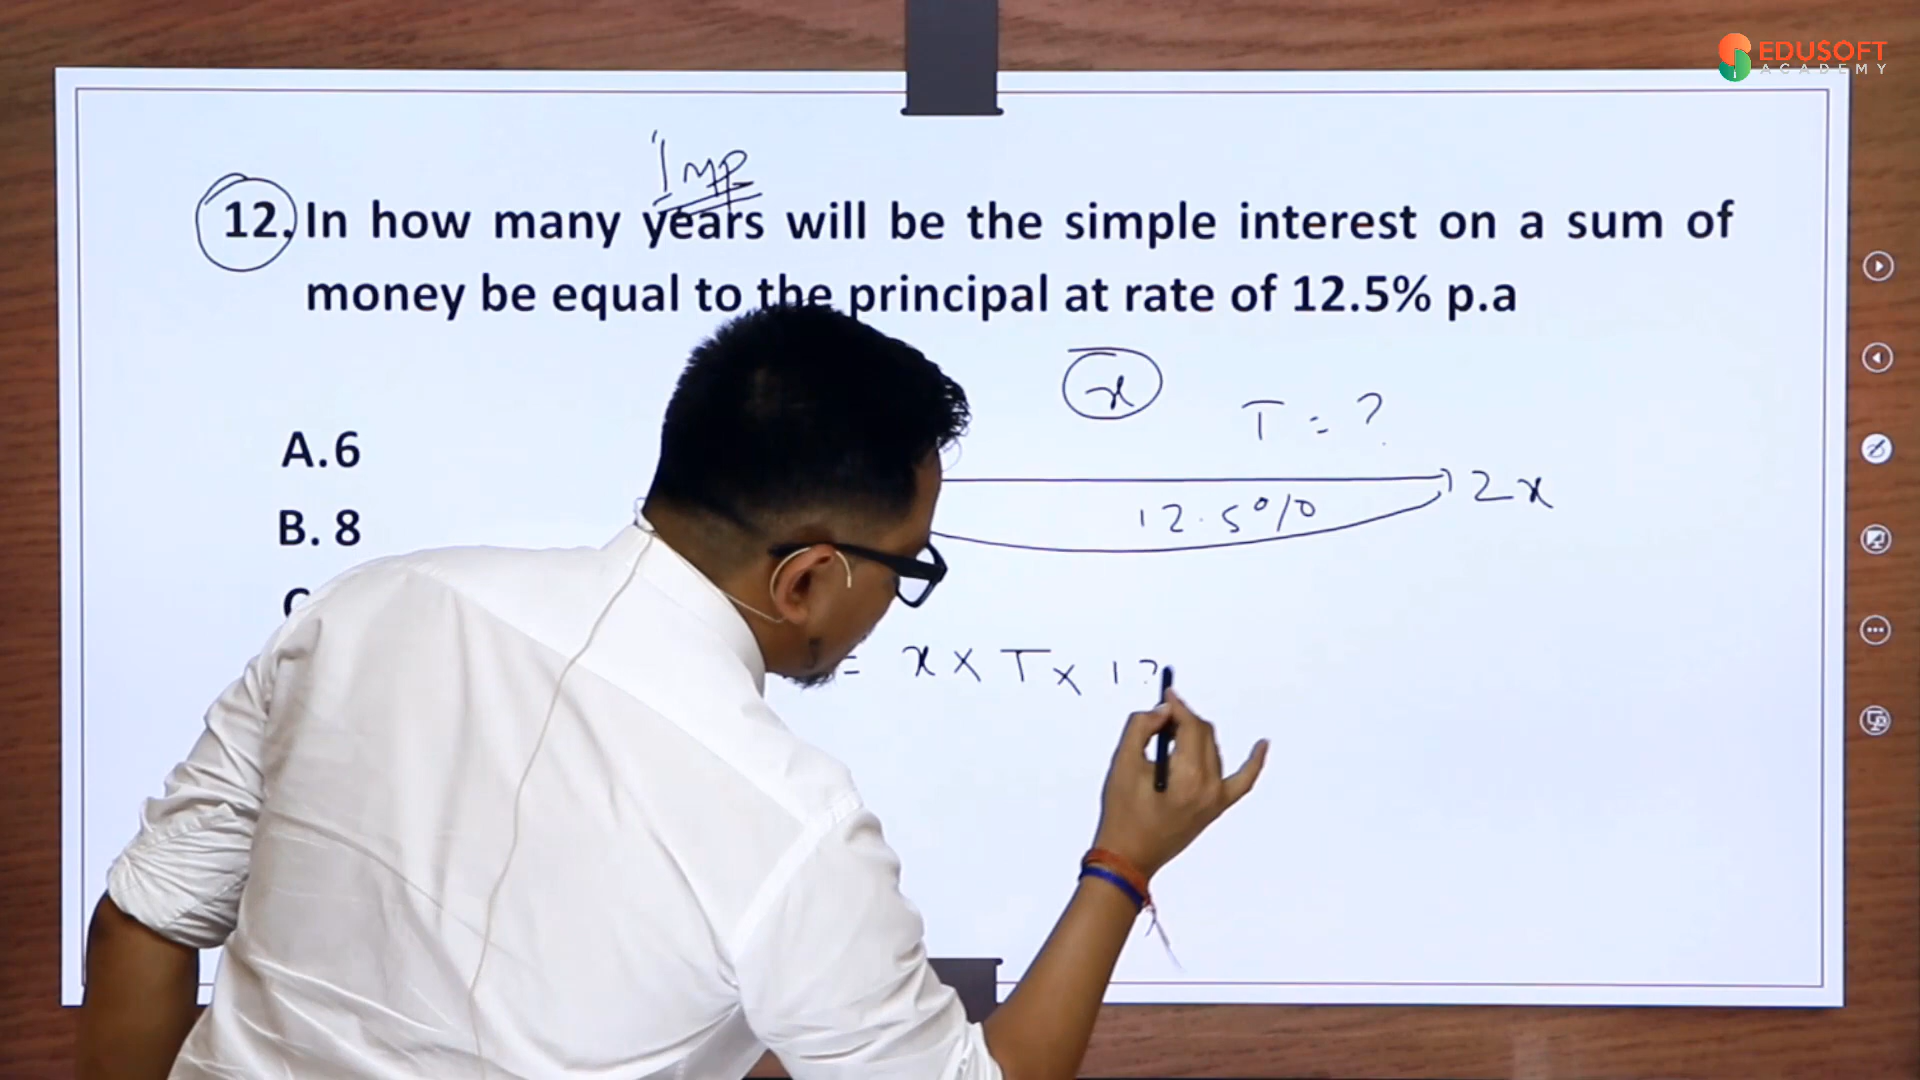 EDUSOFT
ACADEMY
Imp
12. In how many years will be the simple interest on a sum of
money be equal to the principal at rate of 12.5% p.a
x
T = ?
A. 6
2x
12.5%
B. 8
C
= x × T × 12